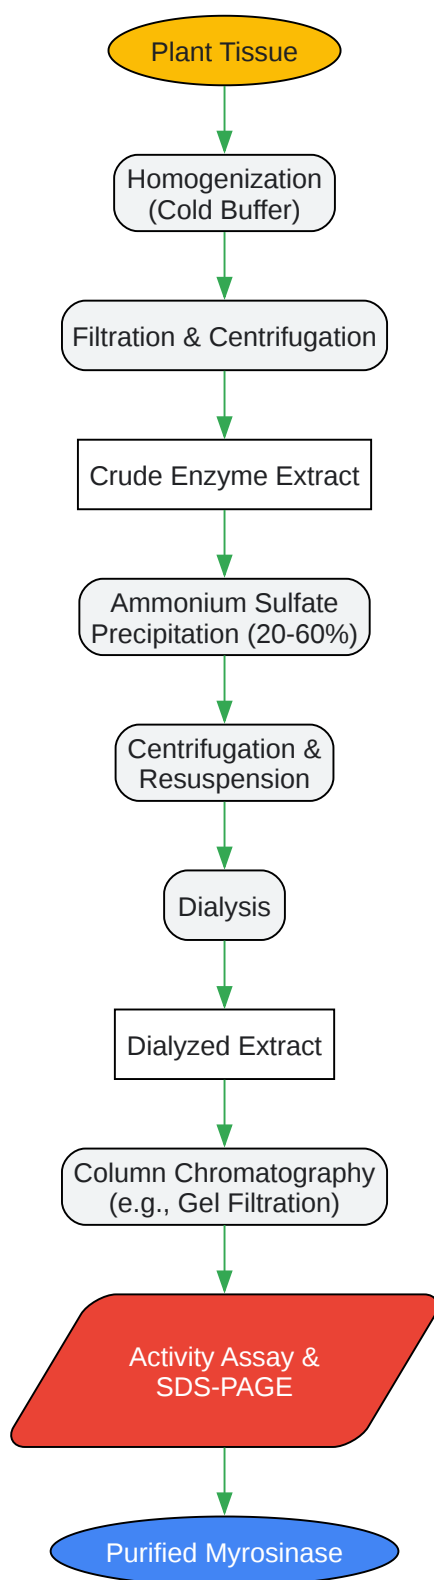 Plant Tissue
Homogenization
(Cold Buffer)
Filtration & Centrifugation
Crude Enzyme Extract
Ammonium Sulfate
Precipitation (20-60%)
Centrifugation &
Resuspension
Dialysis
Dialyzed Extract
Column Chromatography
(e.g., Gel Filtration)
Activity Assay &
SDS-PAGE
Purified Myrosinase